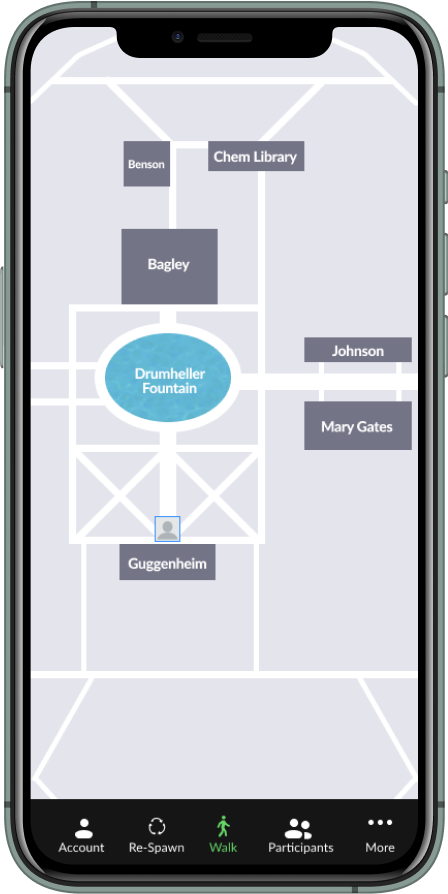 Benson
Chem Library
Bagley
Johnson
Drumheller
Fountain
Mary Gates
Guggenheim
Account
Re-Spawn
Walk
Participants
More